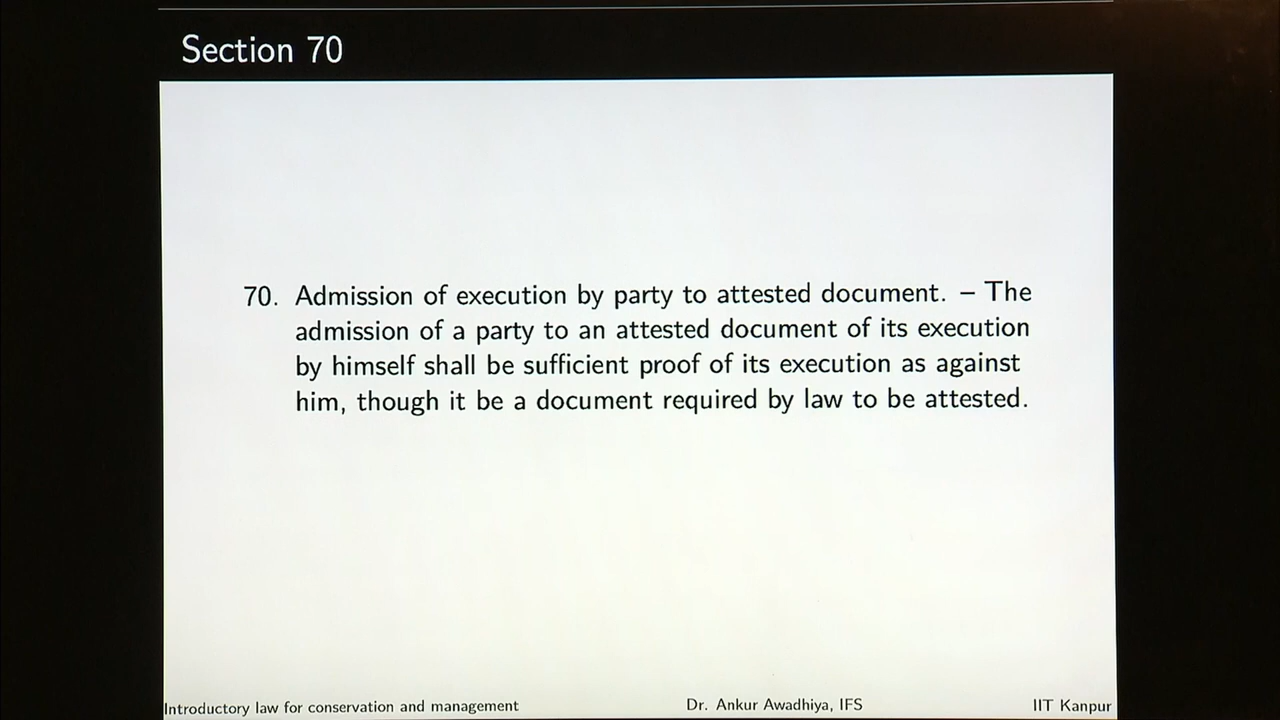 Section 70
70. Admission of execution by party to attested document. – The
admission of a party to an attested document of its execution
by himself shall be sufficient proof of its execution as against
him, though it be a document required by law to be attested.
Introductory law for conservation and management Dr. Ankur Awadhiya, IFS IIT Kanpur